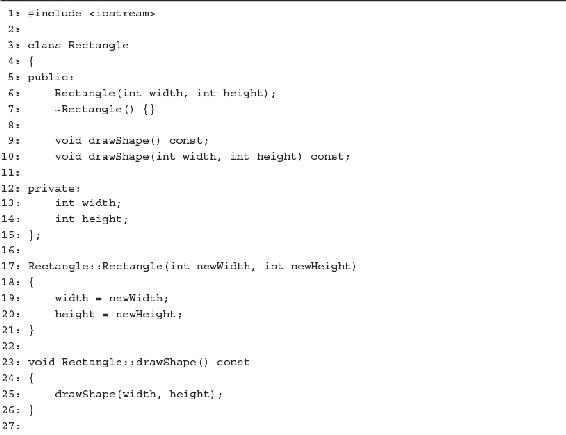 1: #include <iostream>
2:
3: class Rectangle
4: {
5: public:
6:     Rectangle(int width, int height);
7:     ~Rectangle() {}
8:
9:     void drawShape() const;
10:     void drawShape(int width, int height) const;
11:
12: private:
13:     int width;
14:     int height;
15: };
16:
17: Rectangle::Rectangle(int newWidth, int newHeight)
18: {
19:     width = newWidth;
20:     height = newHeight;
21: }
22:
23: void Rectangle::drawShape() const
24: {
25:     drawShape(width, height);
26: }
27: